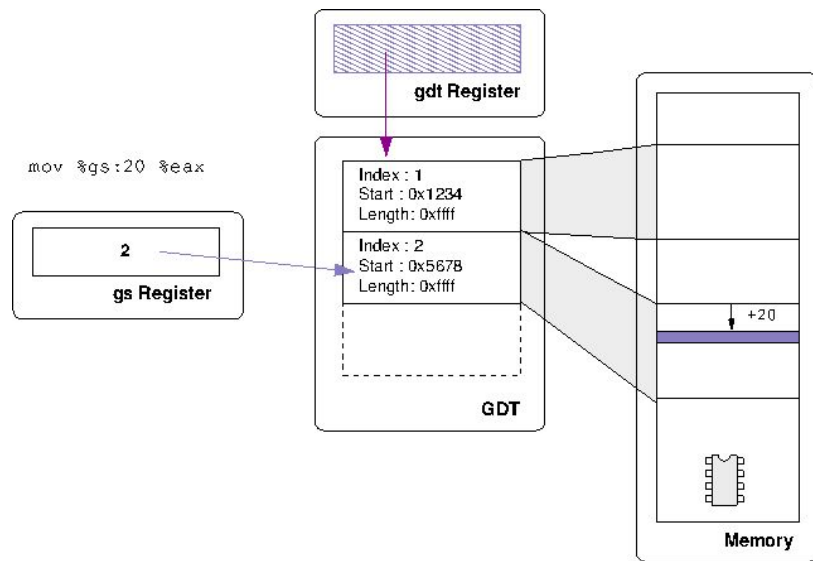 gdt Register
mov %gs:20 %eax
2
gs Register
Index : 1
Start : 0x1234
Length: 0xffff
Index : 2
Start : 0x5678
Length: 0xffff
GDT
+20
Memory